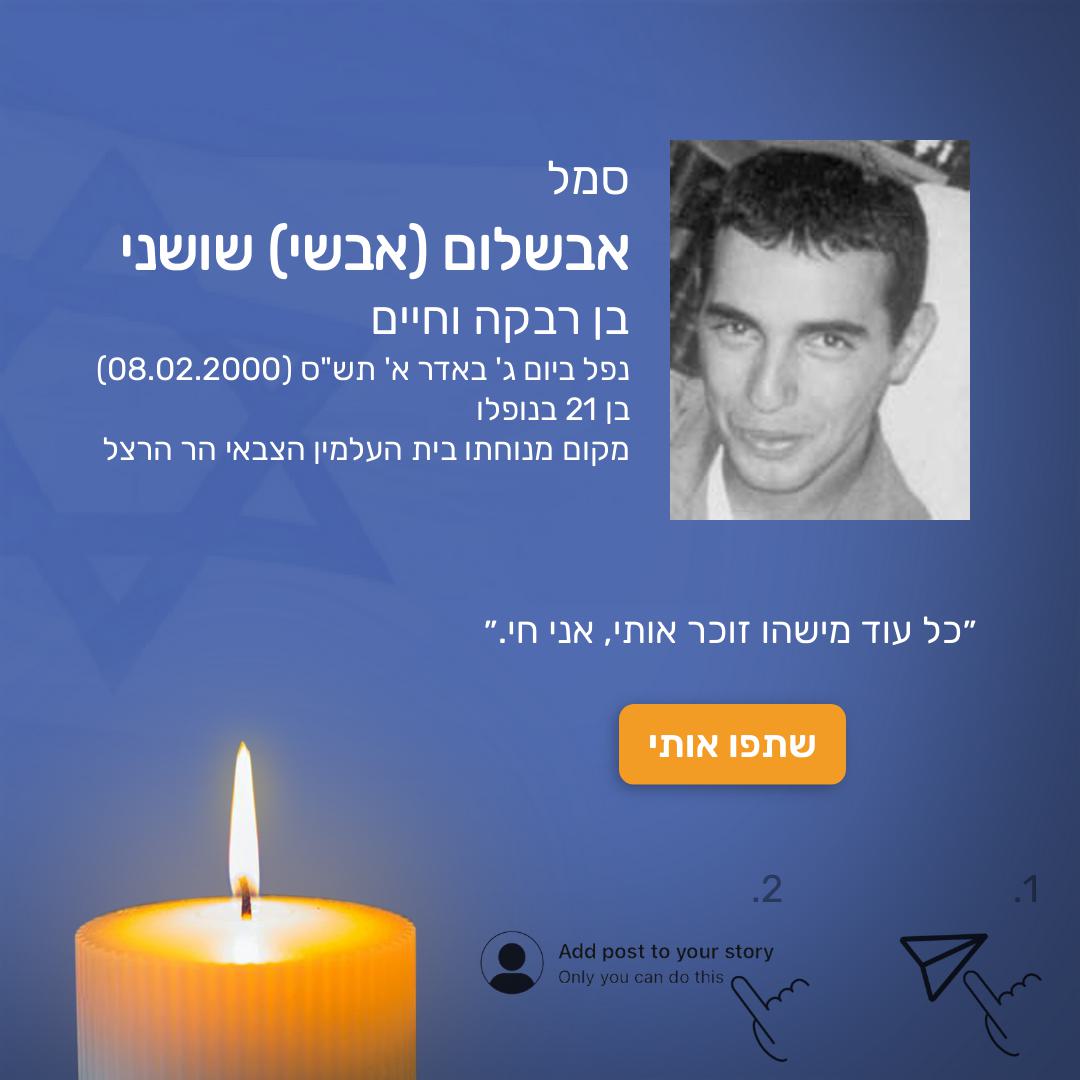 סמל
אבשלום (אבשי) שושני
בן רבקה וחיים
נפל ביום ג' באדר א' תש"ס (08.02.2000)
בן 21 בנופלו
מקום מנוחתו בית העלמין הצבאי הר הרצל
״כל עוד מישהו זוכר אותי, אני חי.״
שתפו אותי
1.
2.
Add post to your story
Only you can do this